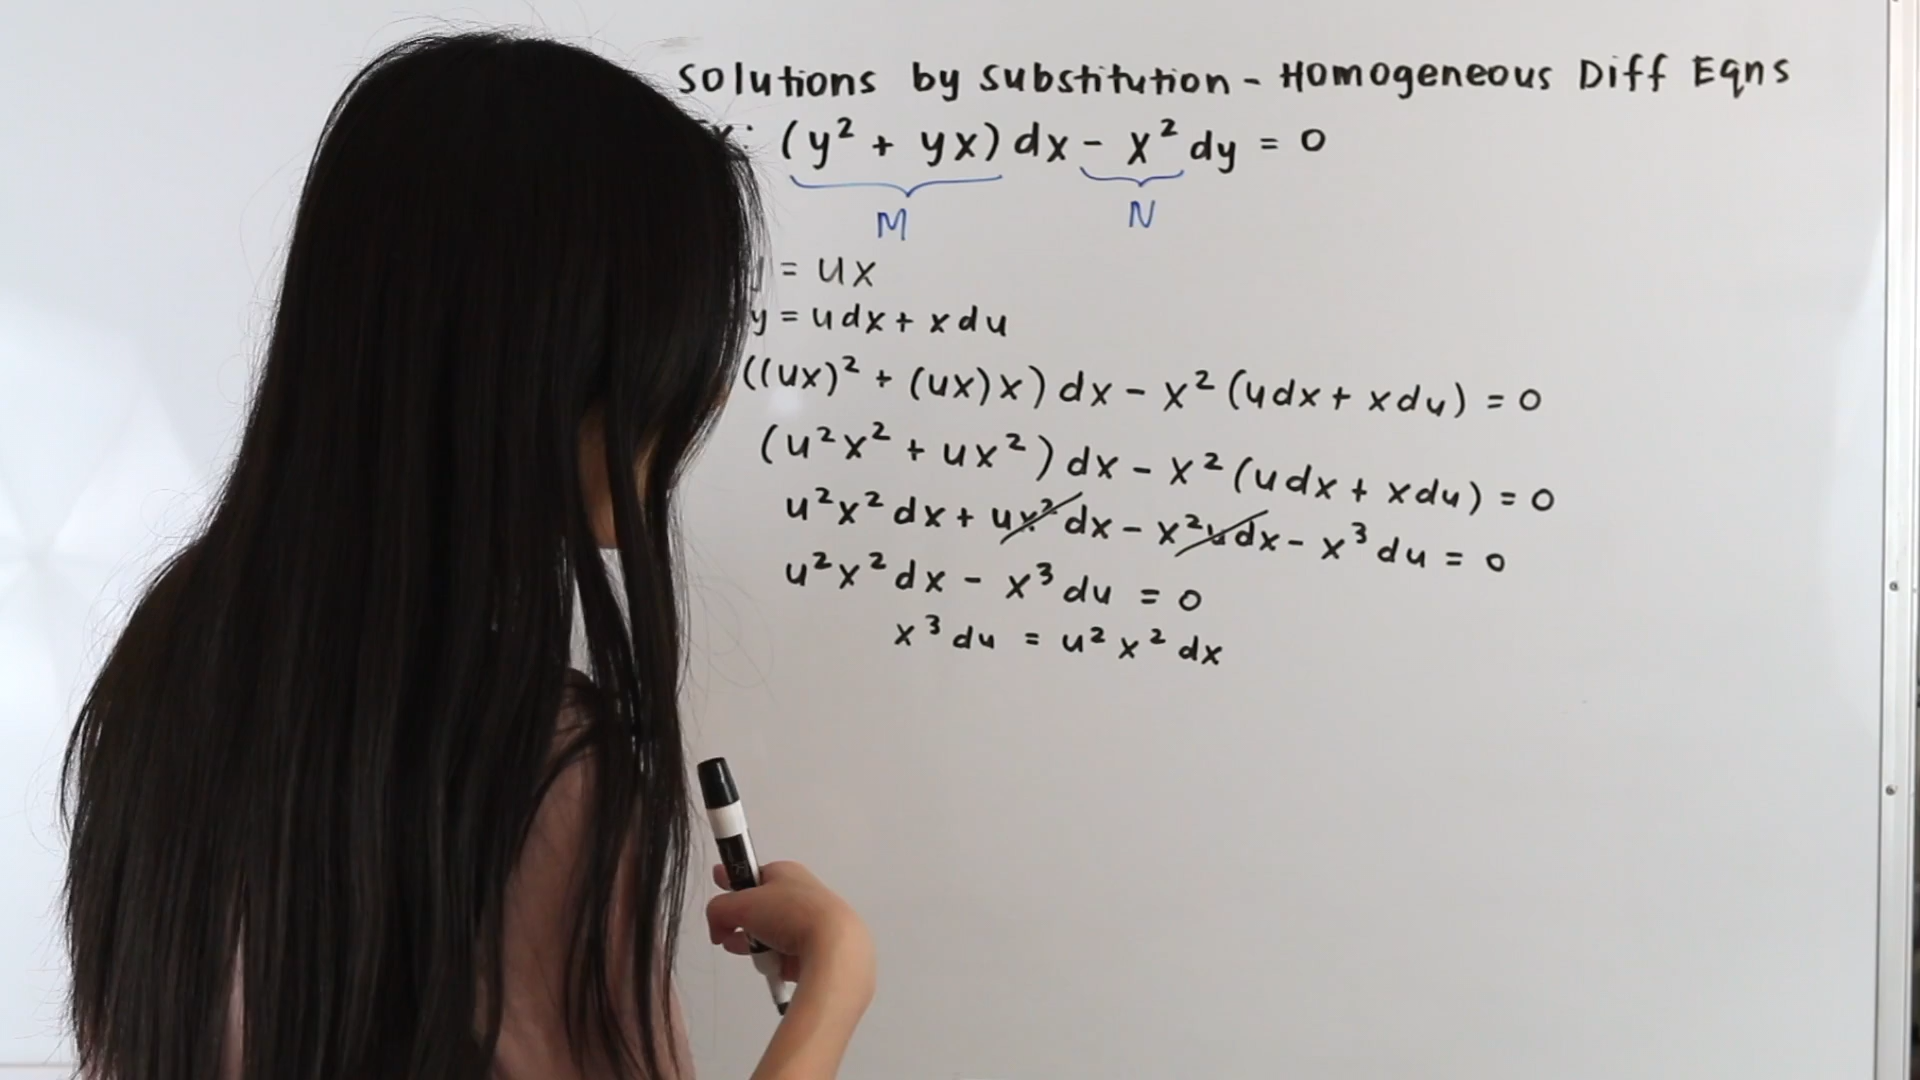 Solutions by Substitution - Homogeneous Diff Eqns
(y² + yx) dx - x² dy = 0
M N
= ux
y = udx + xdu
((ux)² + (ux)x) dx - x² (udx + xdu) = 0
(u²x² + ux²) dx - x² (udx + xdu) = 0
u²x² dx + ux² dx - x²udx - x³ du = 0
u²x² dx - x³ du = 0
x³ du = u² x² dx